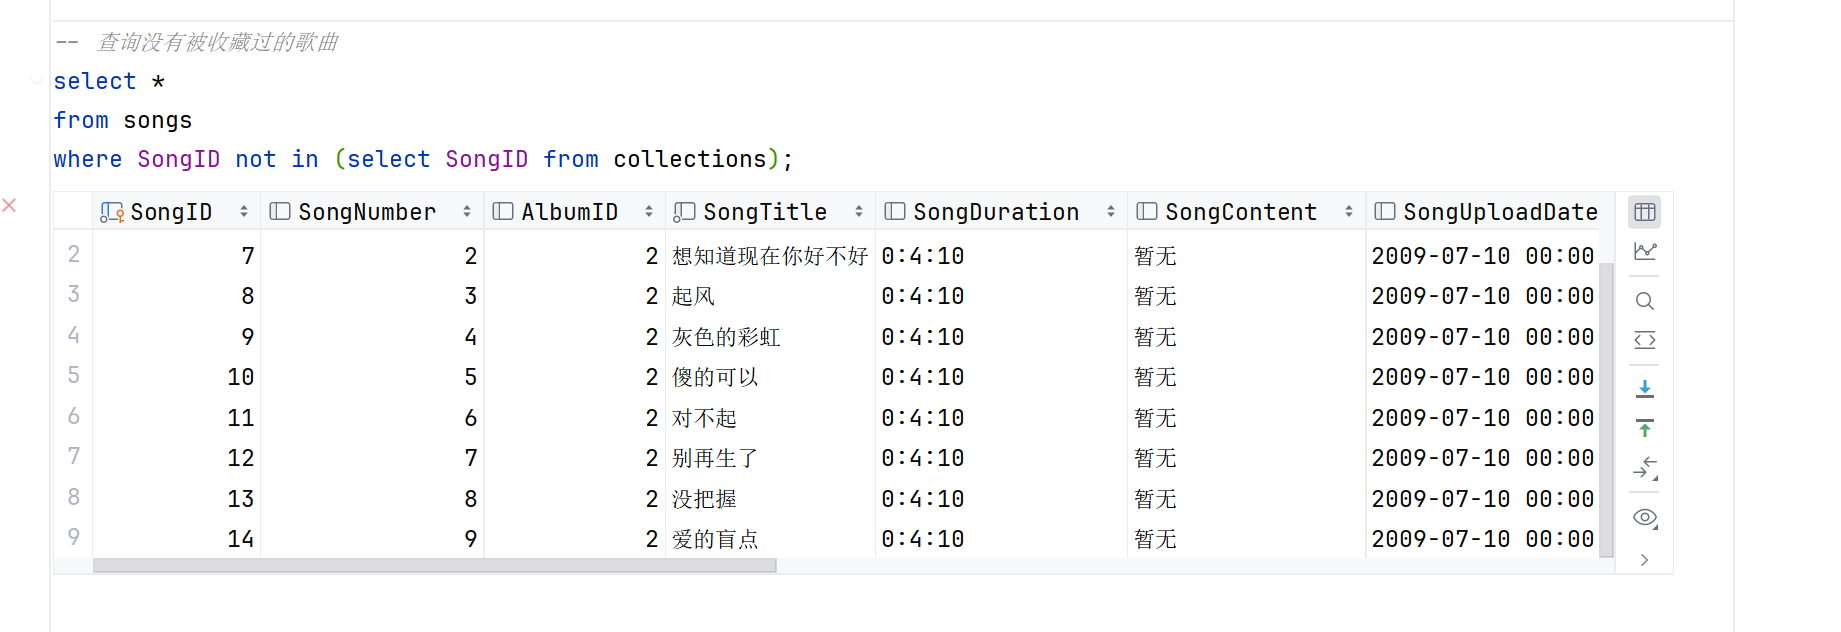 -- 查询没有被收藏过的歌曲
select *
from songs
where SongID not in (select SongID from collections);
SongID SongNumber AlbumID SongTitle SongDuration SongContent SongUploadDate
2 7 2 2 想知道现在你好不好 0:4:10 暂无 2009-07-10 00:00
3 8 3 2 起风 0:4:10 暂无 2009-07-10 00:00
4 9 4 2 灰色的彩虹 0:4:10 暂无 2009-07-10 00:00
5 10 5 2 傻的可以 0:4:10 暂无 2009-07-10 00:00
6 11 6 2 对不起 0:4:10 暂无 2009-07-10 00:00
7 12 7 2 别再生了 0:4:10 暂无 2009-07-10 00:00
8 13 8 2 没把握 0:4:10 暂无 2009-07-10 00:00
9 14 9 2 爱的盲点 0:4:10 暂无 2009-07-10 00:00